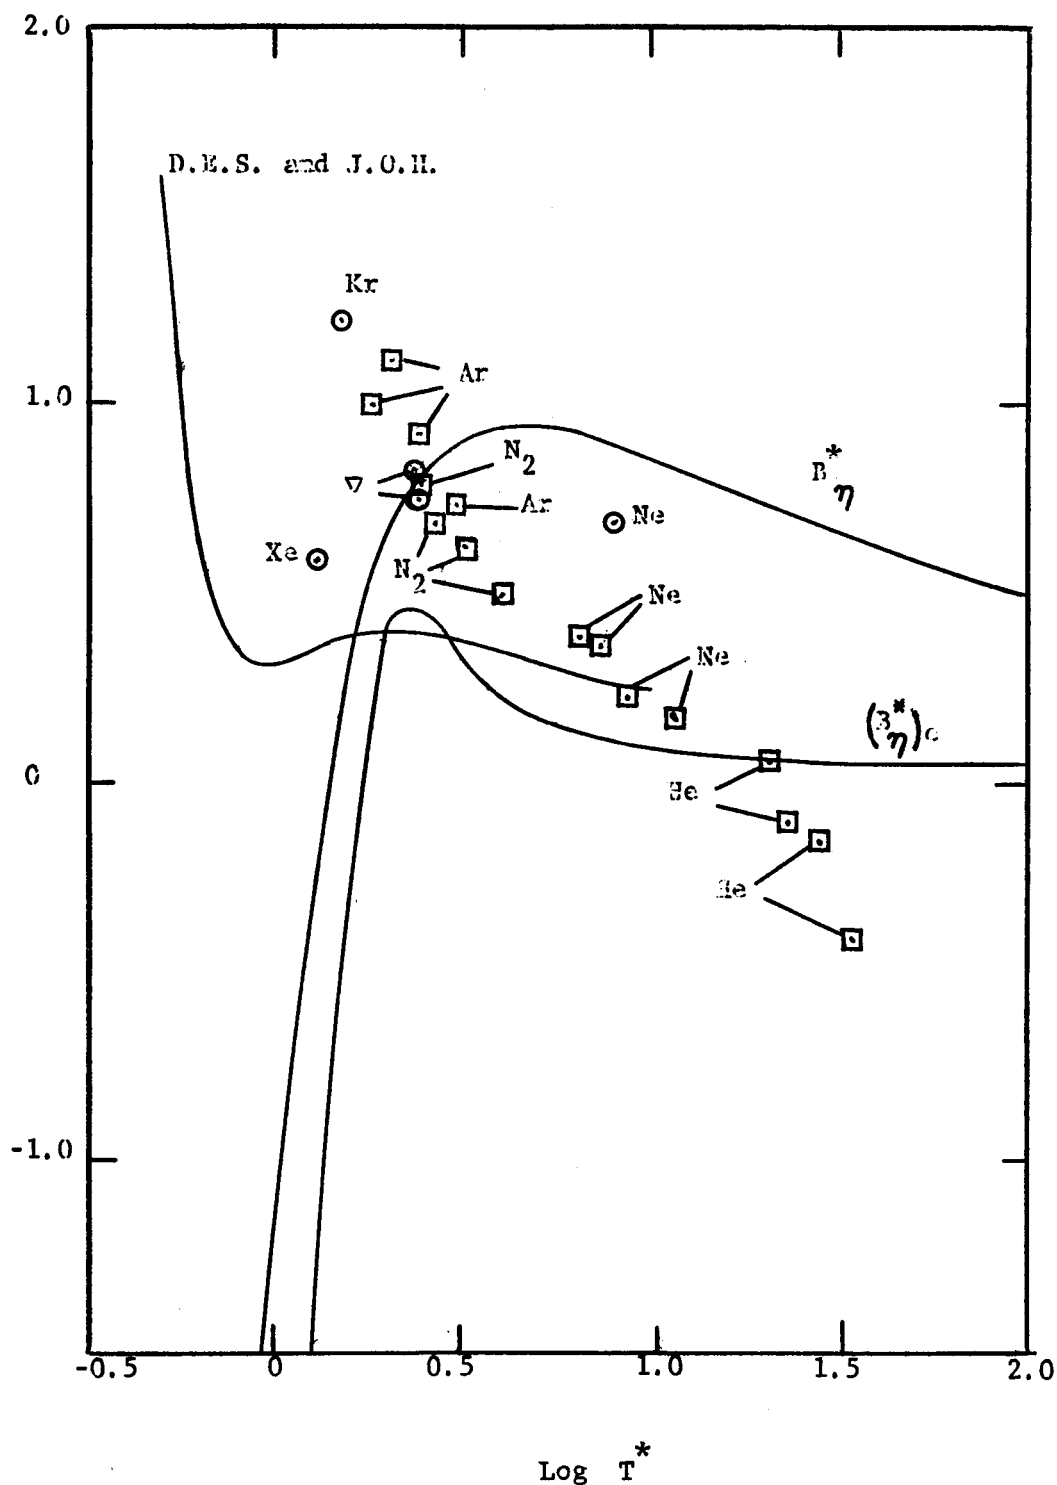 2.0
D.E.S. and J.O.H.
Kr
Ar
1.0
N2
B*η
∇
Ar
Ne
Xe
N2
Ne
Ne
(B*η)c
0
He
He
-1.0
-0.5 0 0.5 1.0 1.5 2.0
Log T*